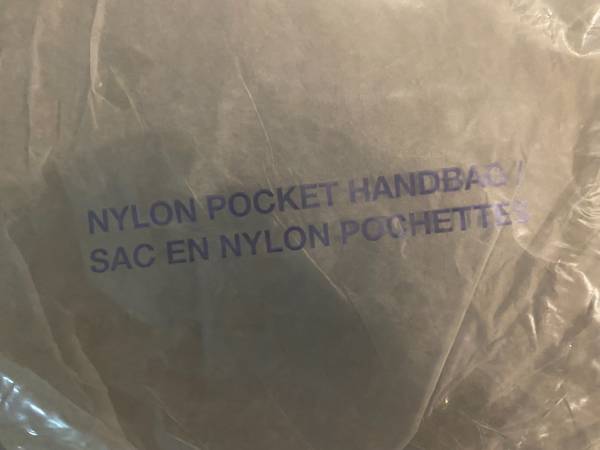 NYLON POCKET HANDBAG /
SAC EN NYLON POCHETTES